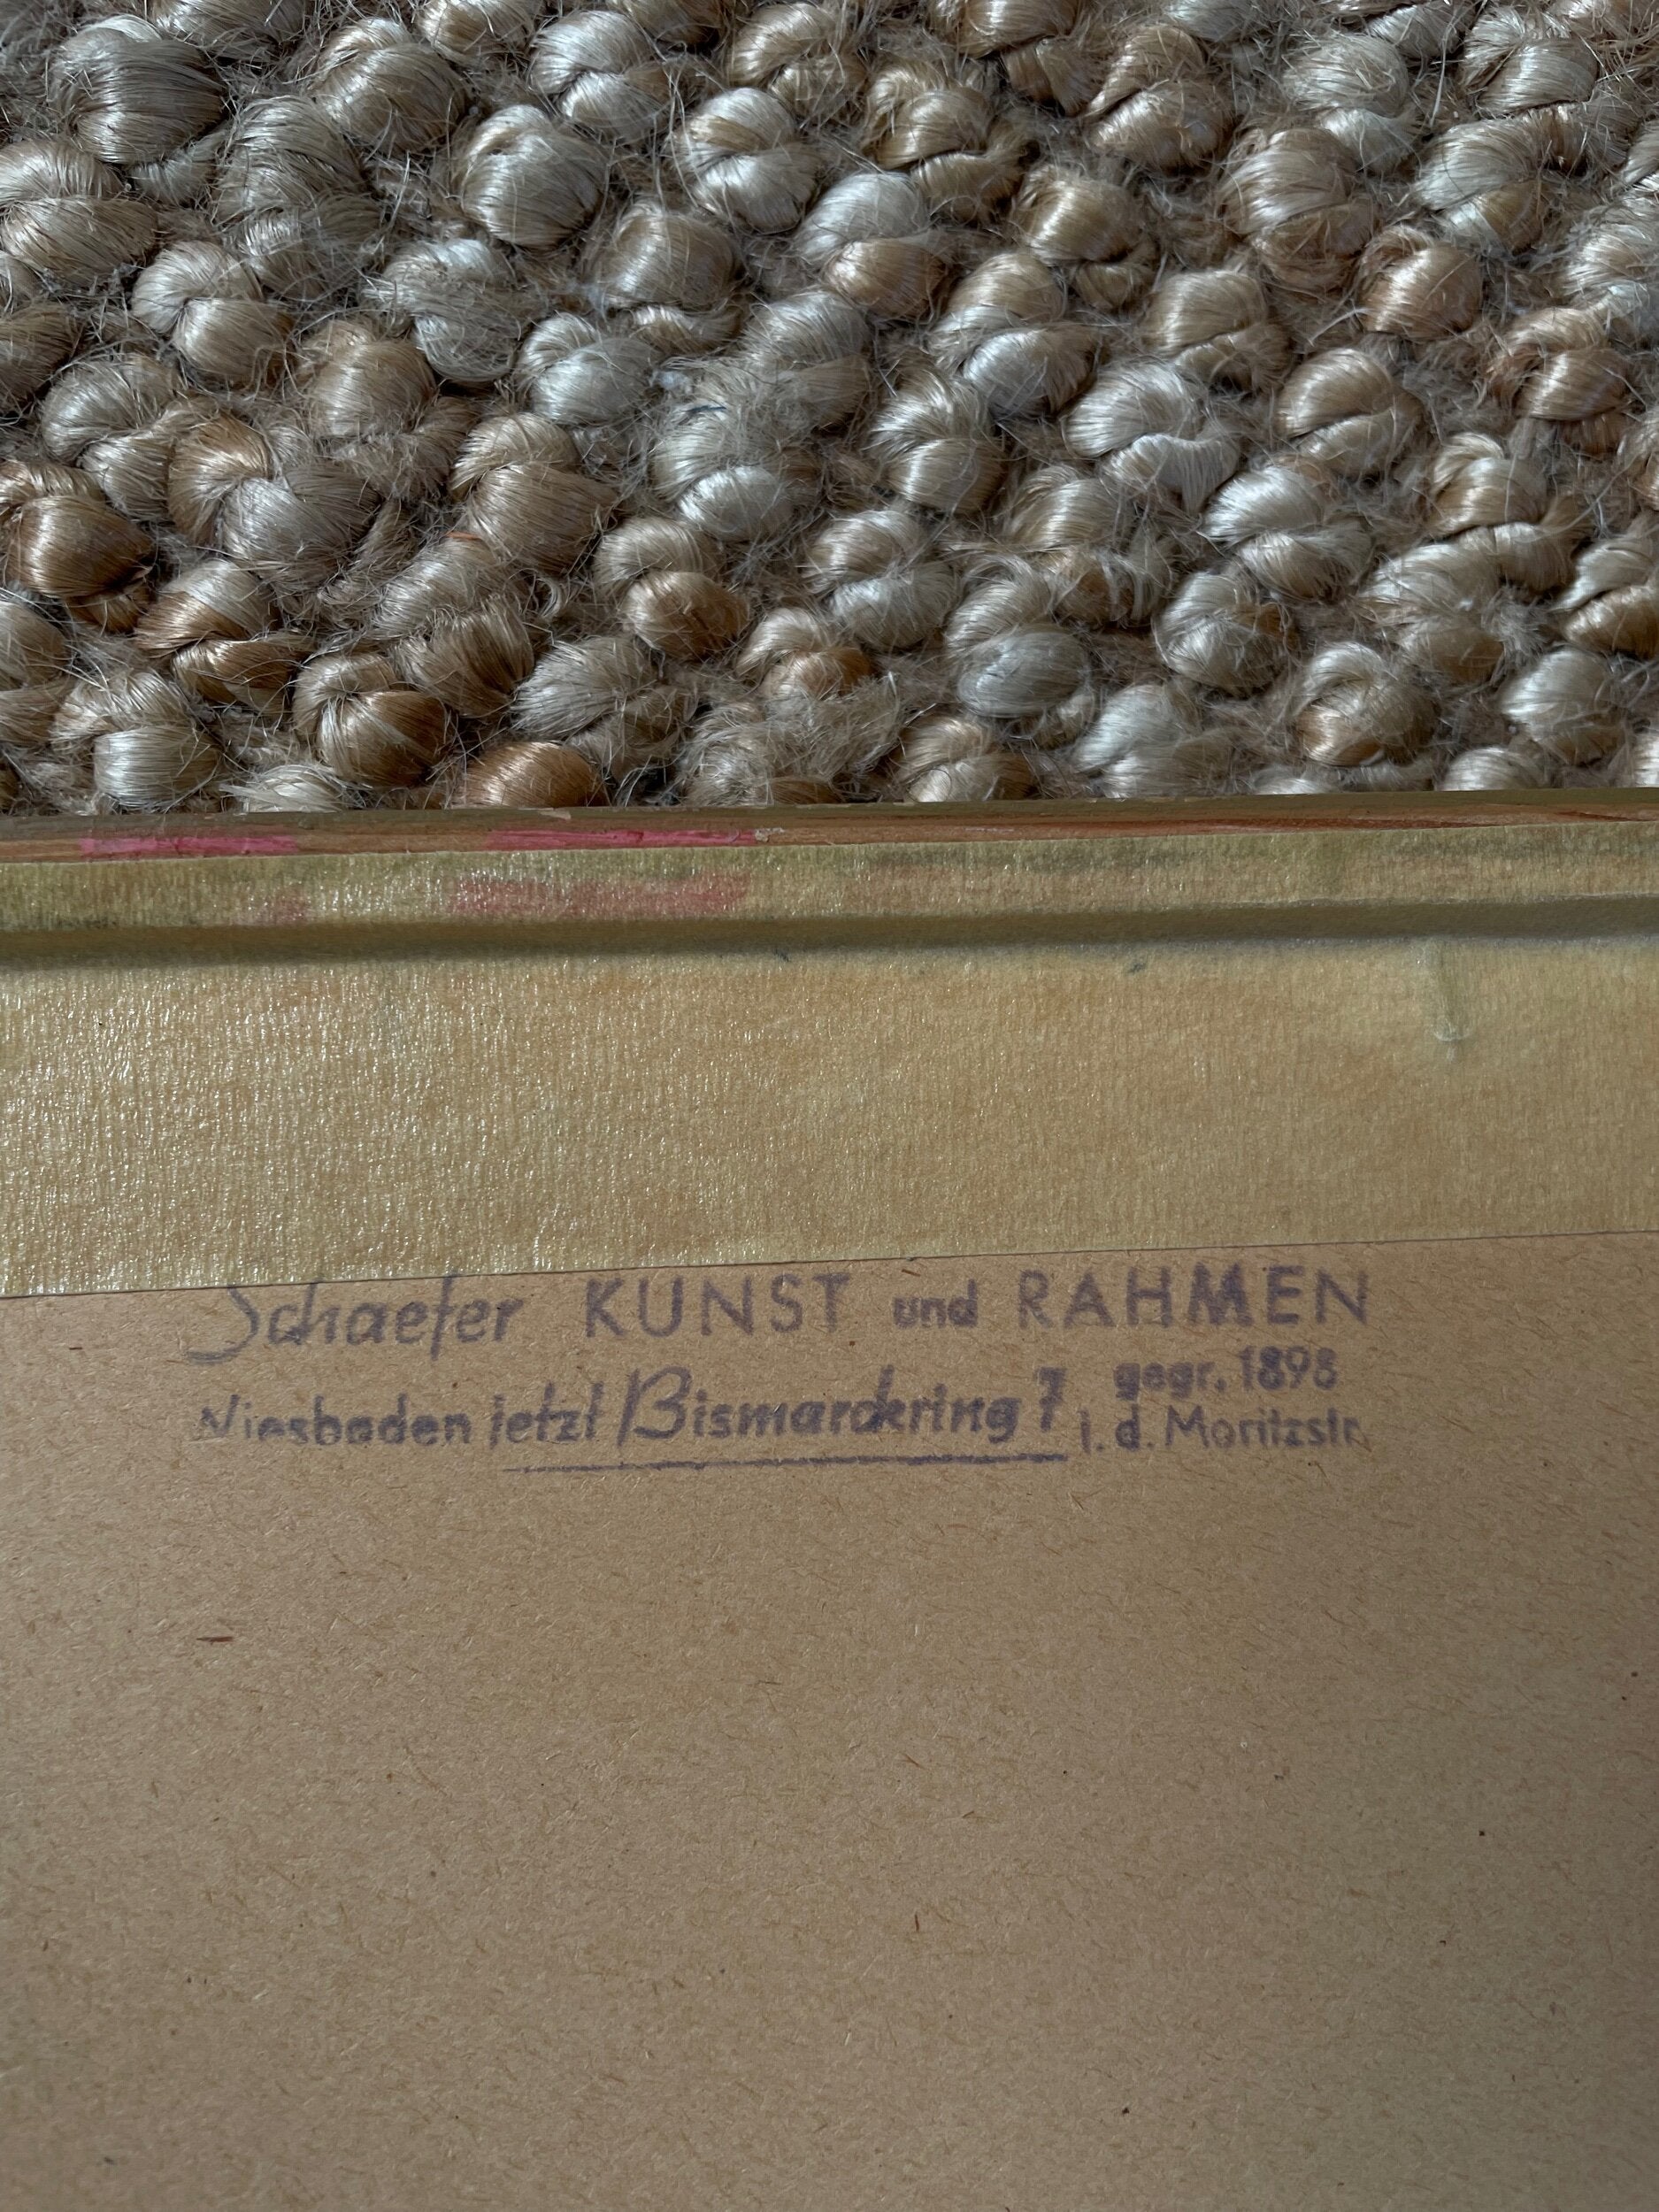 Schaefer KUNST und RAHMEN
Wiesbaden jetzt Bismarckring 7 gegr. 1898
i. d. Moritzstr.